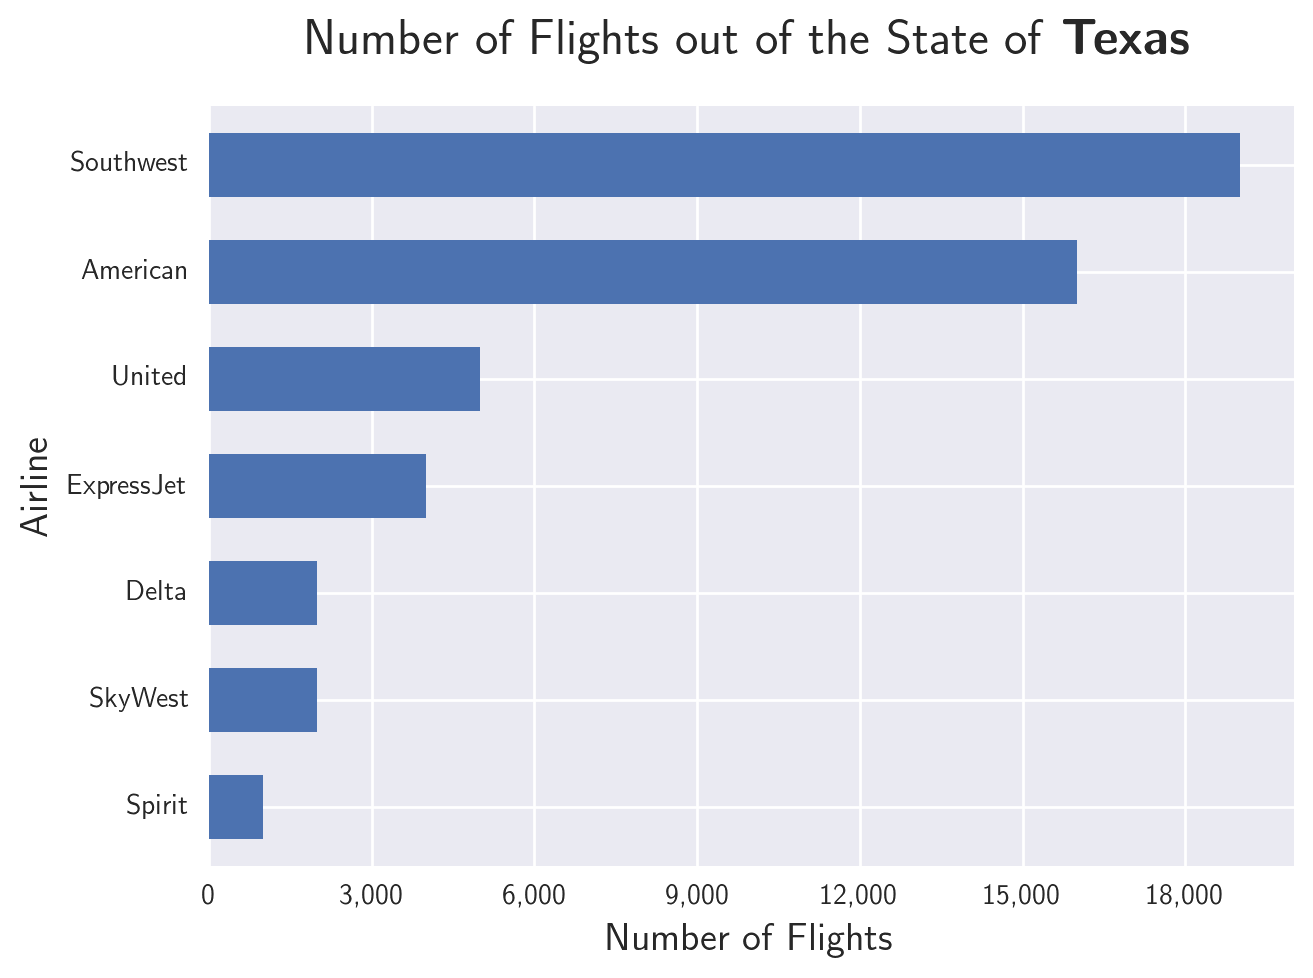 Number of Flights out of the State of Texas
Southwest
American
United
ExpressJet
Delta
SkyWest
Spirit
Airline
0 3,000 6,000 9,000 12,000 15,000 18,000
Number of Flights